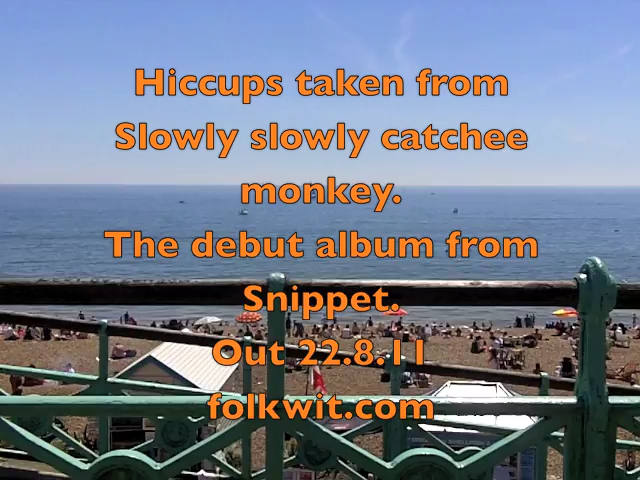 Hiccups taken from
Slowly slowly catchee
monkey.
The debut album from
Snippet.
Out 22.8.11
folkwit.com